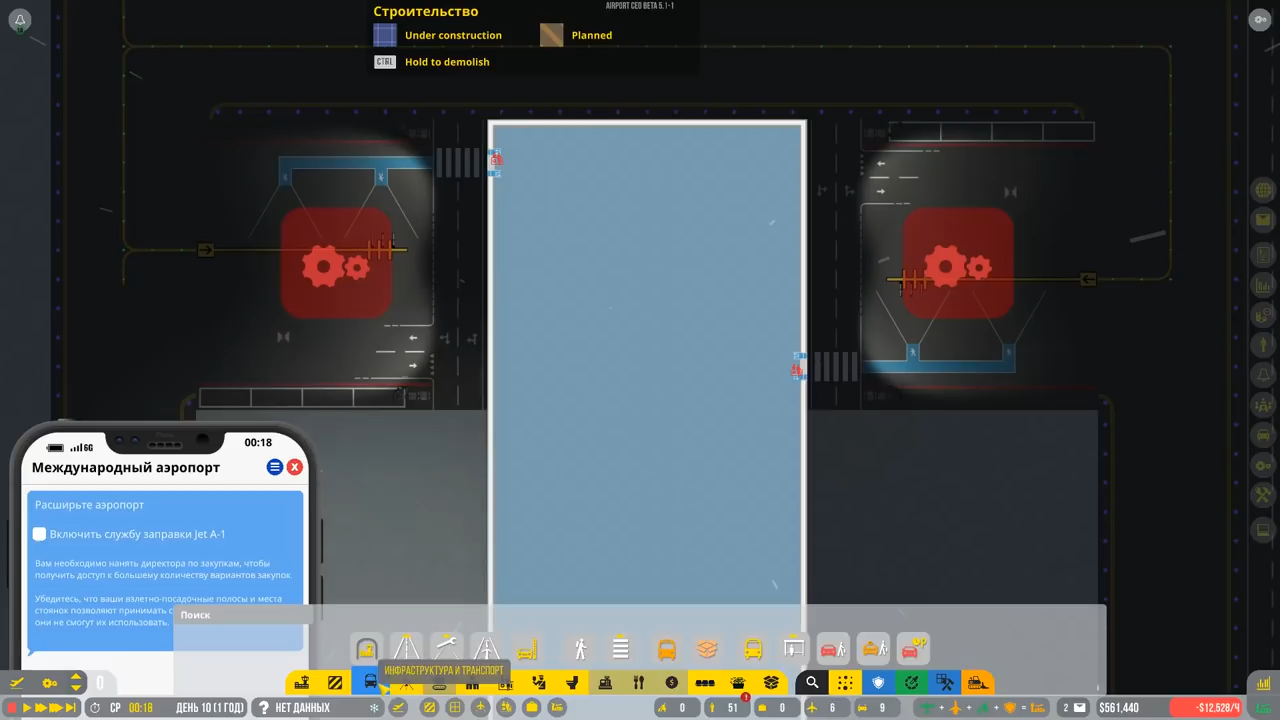 Строительство
AIRPORT CEO BETA 5.1-1
Under construction
Planned
CTRL
Hold to demolish
6G
00:18
Международный аэропорт
Расширьте аэропорт
Включить службу заправки Jet A-1
Вам необходимо нанять директора по закупкам, чтобы
получить доступ к большему количеству вариантов закупок.
Убедитесь, что ваши взлетно-посадочные полосы и места
стоянок позволяют принимать с
они не смогут их использовать.
Поиск
ИНФРАСТРУКТУРА И ТРАНСПОРТ
0
СР
00:18
ДЕНЬ 10 (1 ГОД)
НЕТ ДАННЫХ
0
51
0
6
9
2
$561,440
-$12,528/Ч